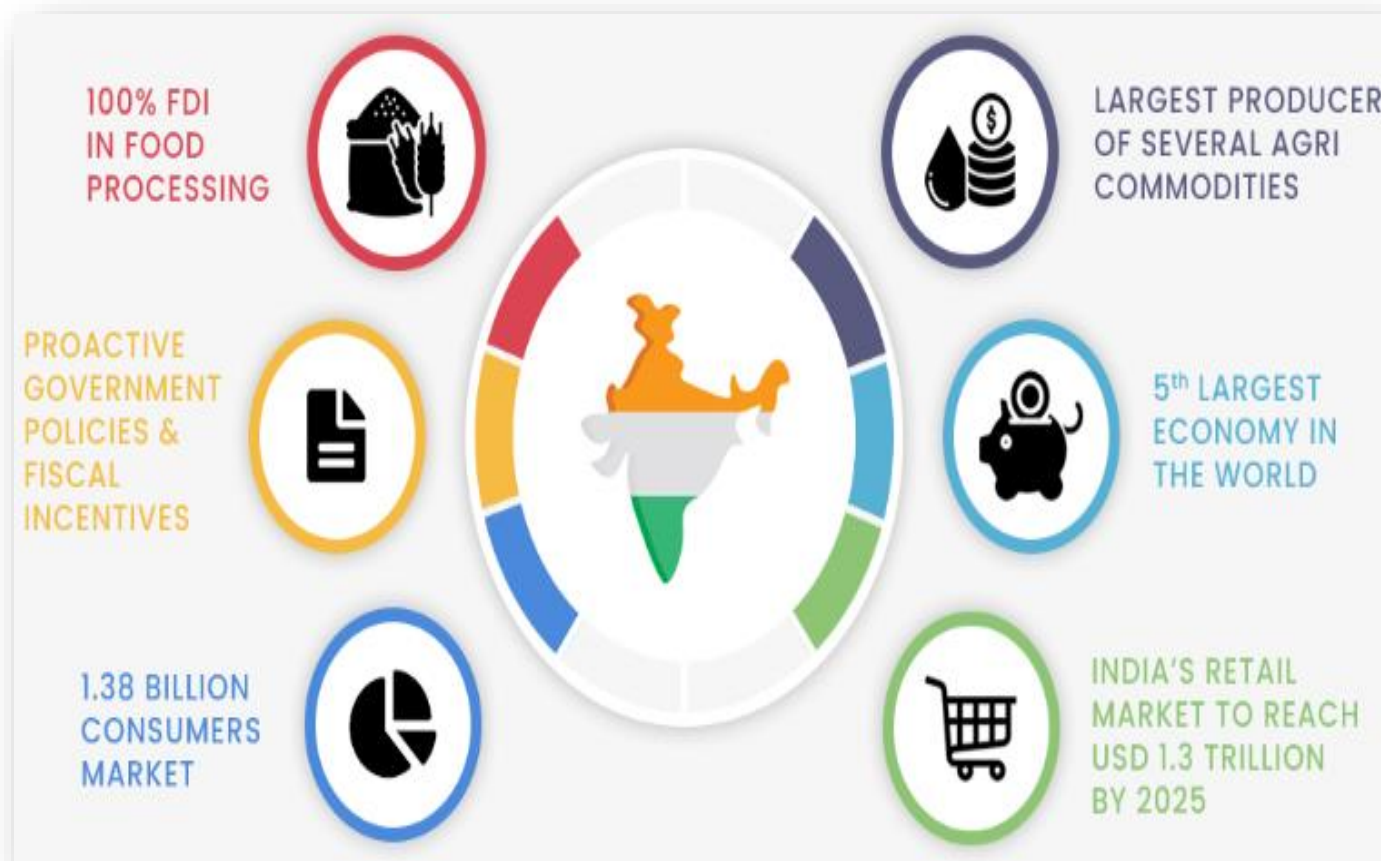 100% FDI
IN FOOD
PROCESSING
PROACTIVE
GOVERNMENT
POLICIES &
FISCAL
INCENTIVES
1.38 BILLION
CONSUMERS
MARKET
LARGEST PRODUCER
OF SEVERAL AGRI
COMMODITIES
$
5th LARGEST
ECONOMY IN
THE WORLD
INDIA'S RETAIL
MARKET TO REACH
USD 1.3 TRILLION
BY 2025